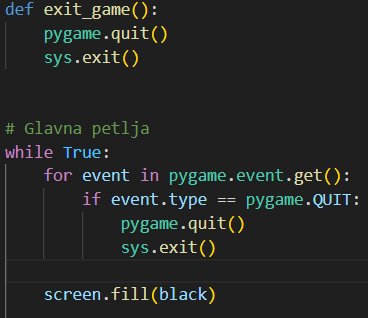 def exit_game():
    pygame.quit()
    sys.exit()
# Glavna petlja
while True:
    for event in pygame.event.get():
        if event.type == pygame.QUIT:
            pygame.quit()
            sys.exit()
    screen.fill(black)